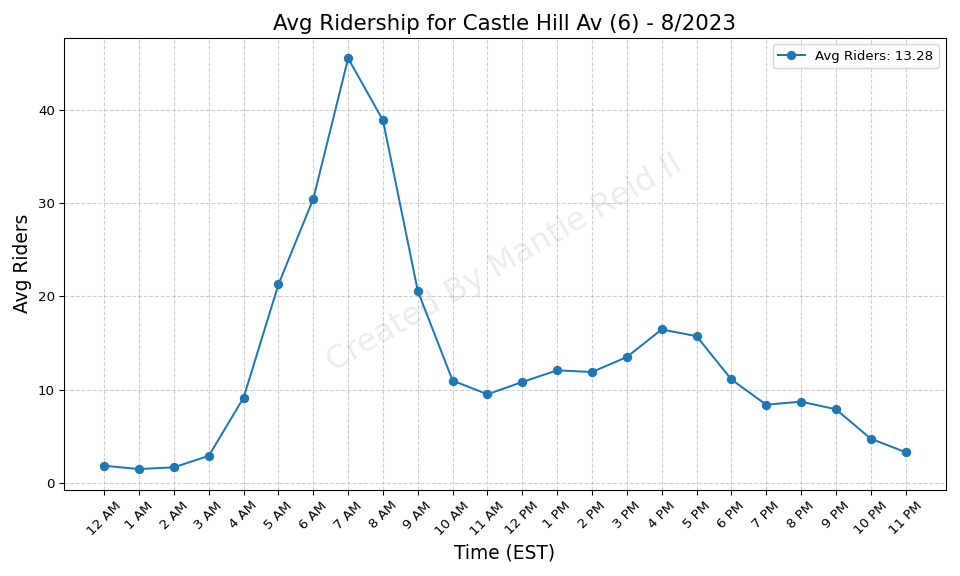 Avg Ridership for Castle Hill Av (6) - 8/2023
Avg Riders: 13.28
Avg Riders
40
30
20
10
0
Created By Mantle Reid II
12 AM
1 AM
2 AM
3 AM
4 AM
5 AM
6 AM
7 AM
8 AM
9 AM
10 AM
11 AM
12 PM
1 PM
2 PM
3 PM
4 PM
5 PM
6 PM
7 PM
8 PM
9 PM
10 PM
11 PM
Time (EST)